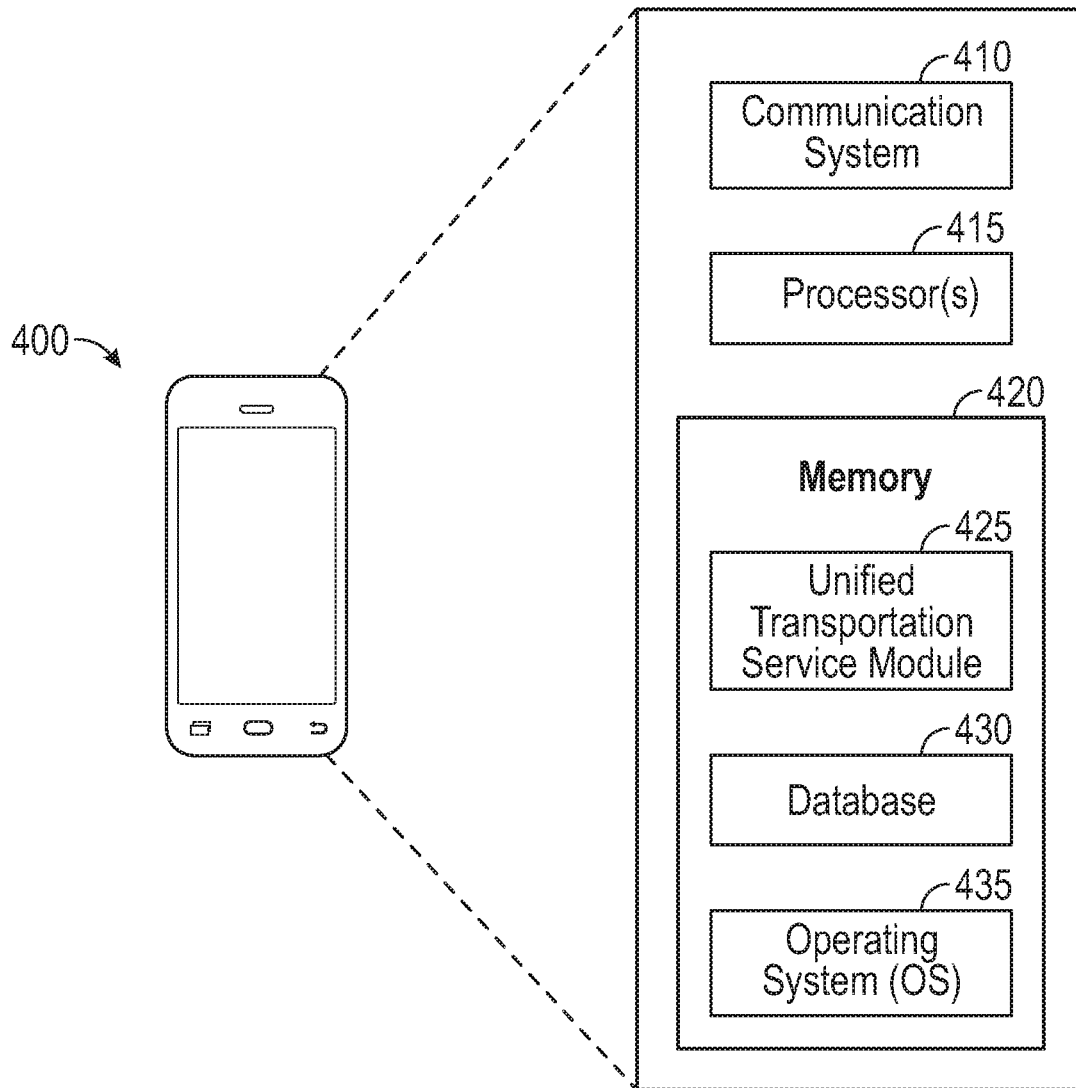 410
Communication
System
415
Processor(s)
400
420
Memory
425
Unified
Transportation
Service Module
430
Database
435
Operating
System (OS)